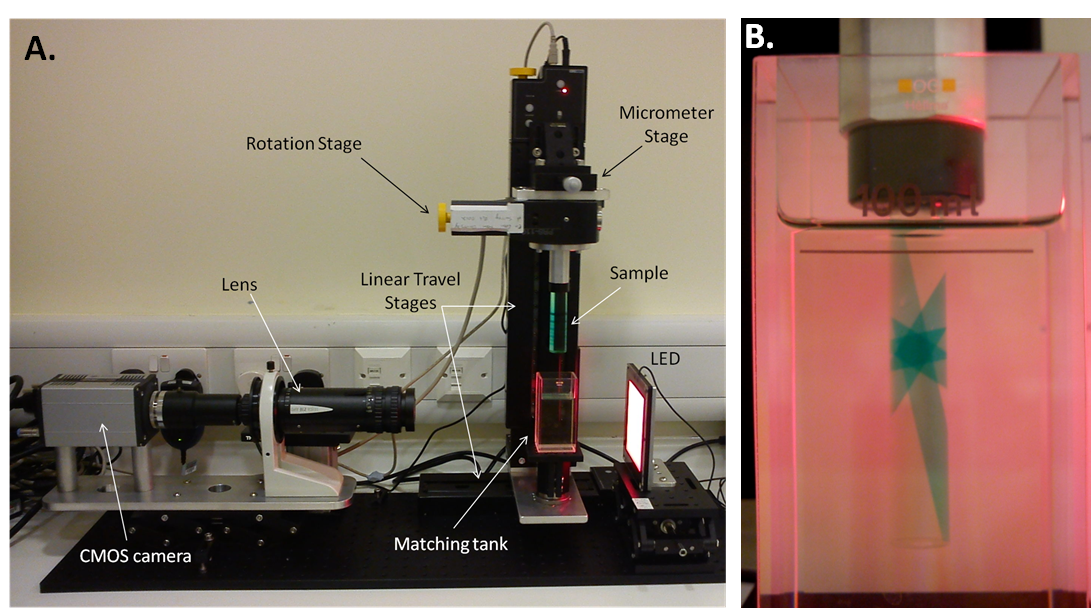 A.
B.
Micrometer
Stage
Rotation Stage
Linear Travel
Stages
Sample
Lens
LED
100 ml
Matching tank
CMOS camera